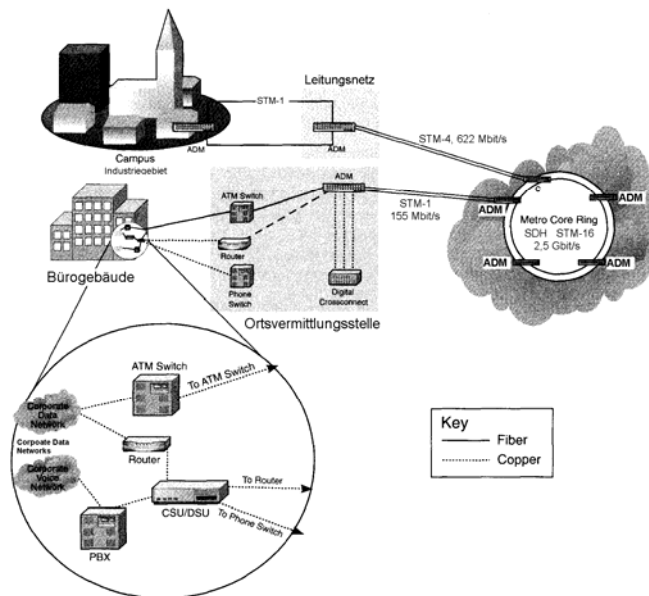 Leitungsnetz
STM-1
ADM
ADM
Campus
Industriegebiet
STM-4, 622 Mbit/s
ADM
STM-1
155 Mbit/s
ATM Switch
Router
Phone
Switch
Digital
Crossconnect
Bürogebäude
Ortsvermittlungsstelle
C
ADM
ADM
Metro Core Ring
SDH STM-16
2,5 Gbit/s
ADM
ADM
ATM Switch
To ATM Switch
Corporate
Data
Network
Corpoate Data
Networks
Router
Corporate
Voice
Network
To Router
CSU/DSU
To Phone Switch
PBX
Key
Fiber
Copper